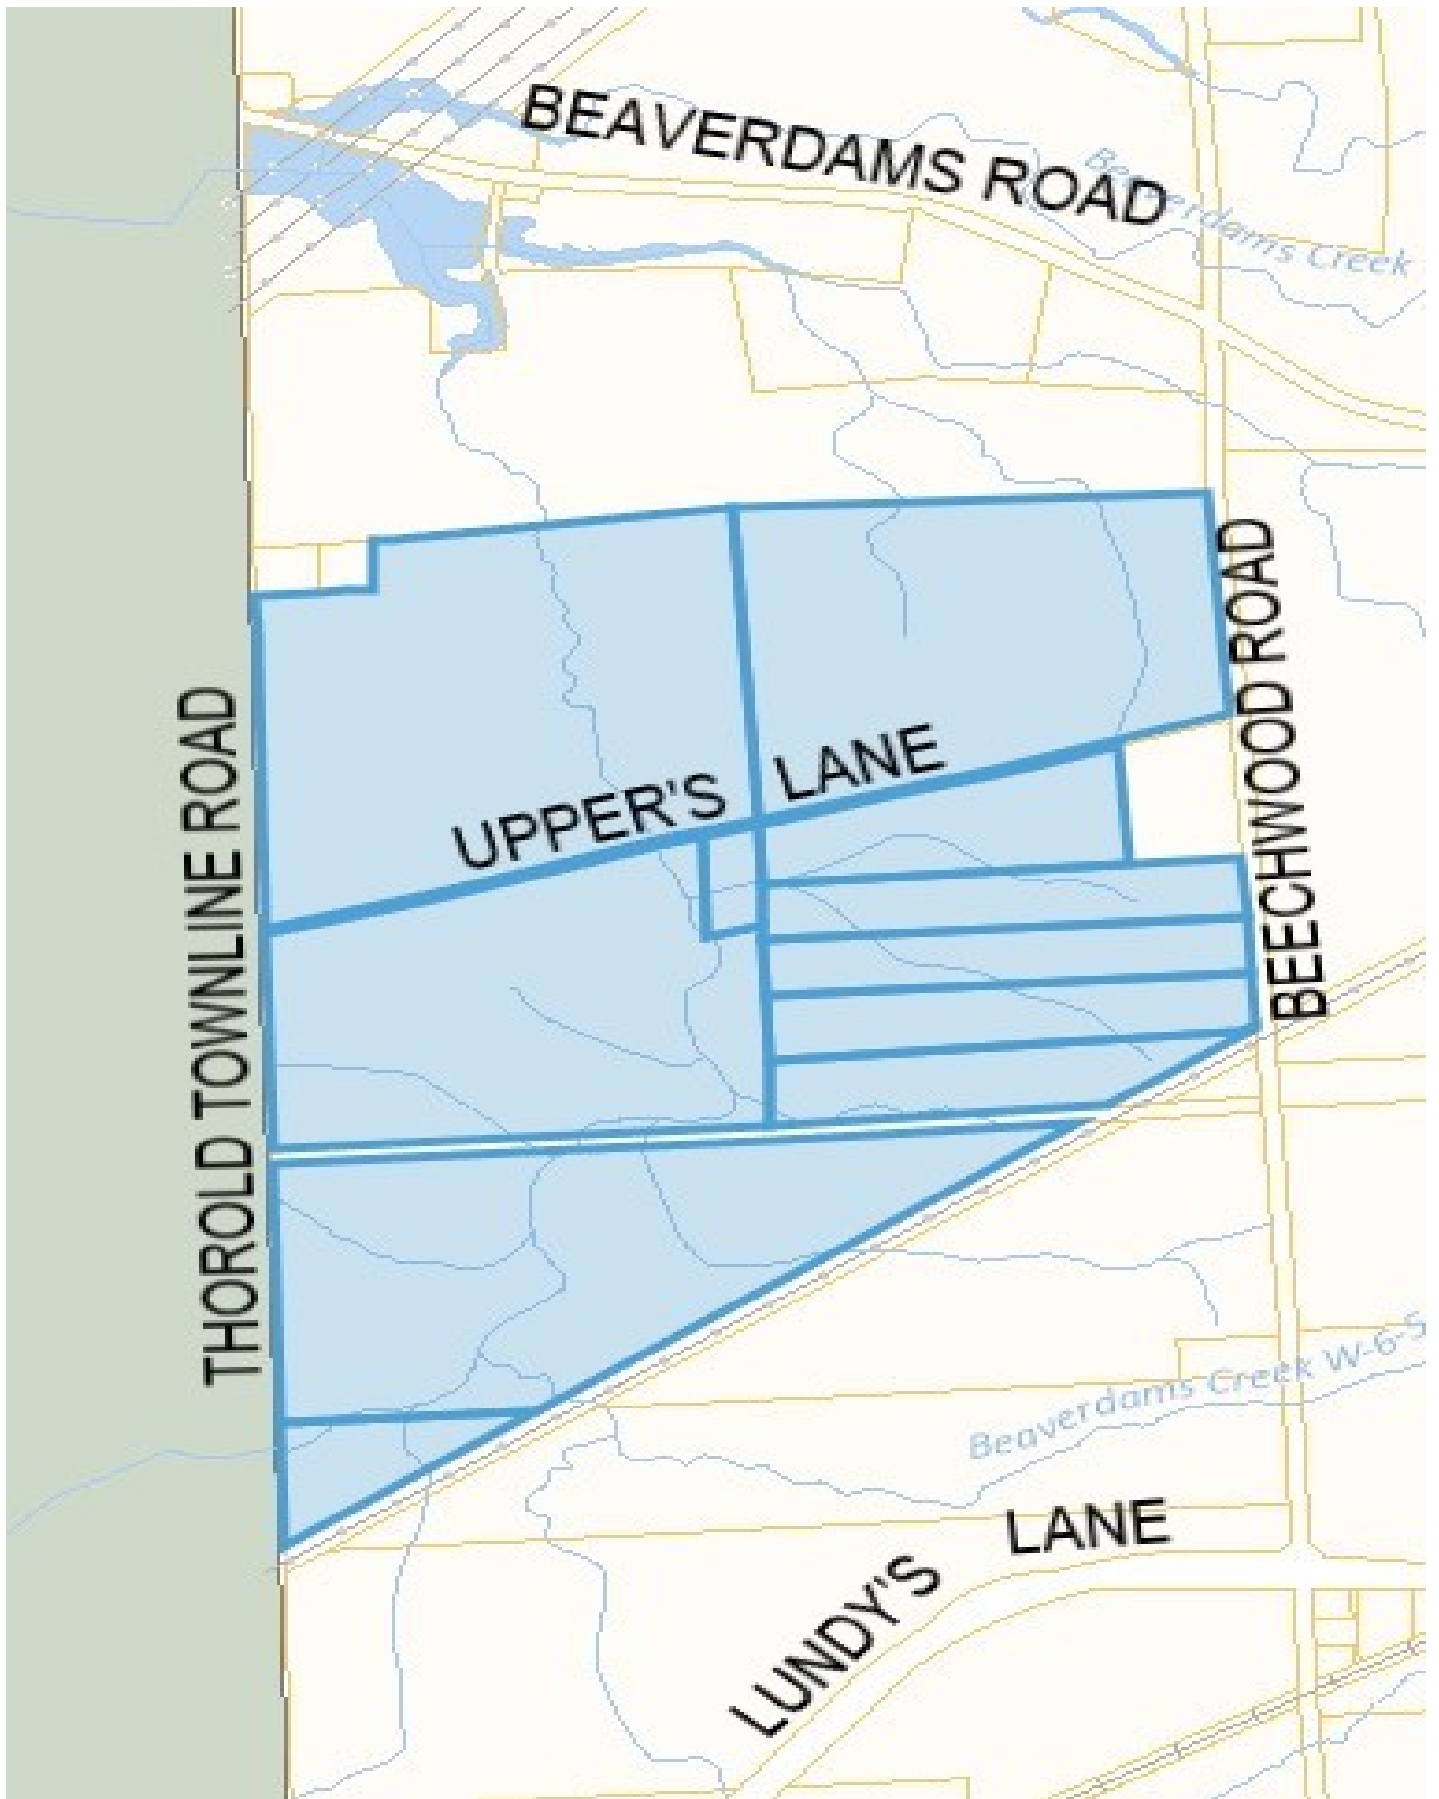 BEAVERDAMS ROAD
Beaverdams Creek
BEECHWOOD ROAD
THOROLD TOWNLINE ROAD
UPPER'S LANE
Beaverdams Creek W-6-5
LUNDY'S LANE